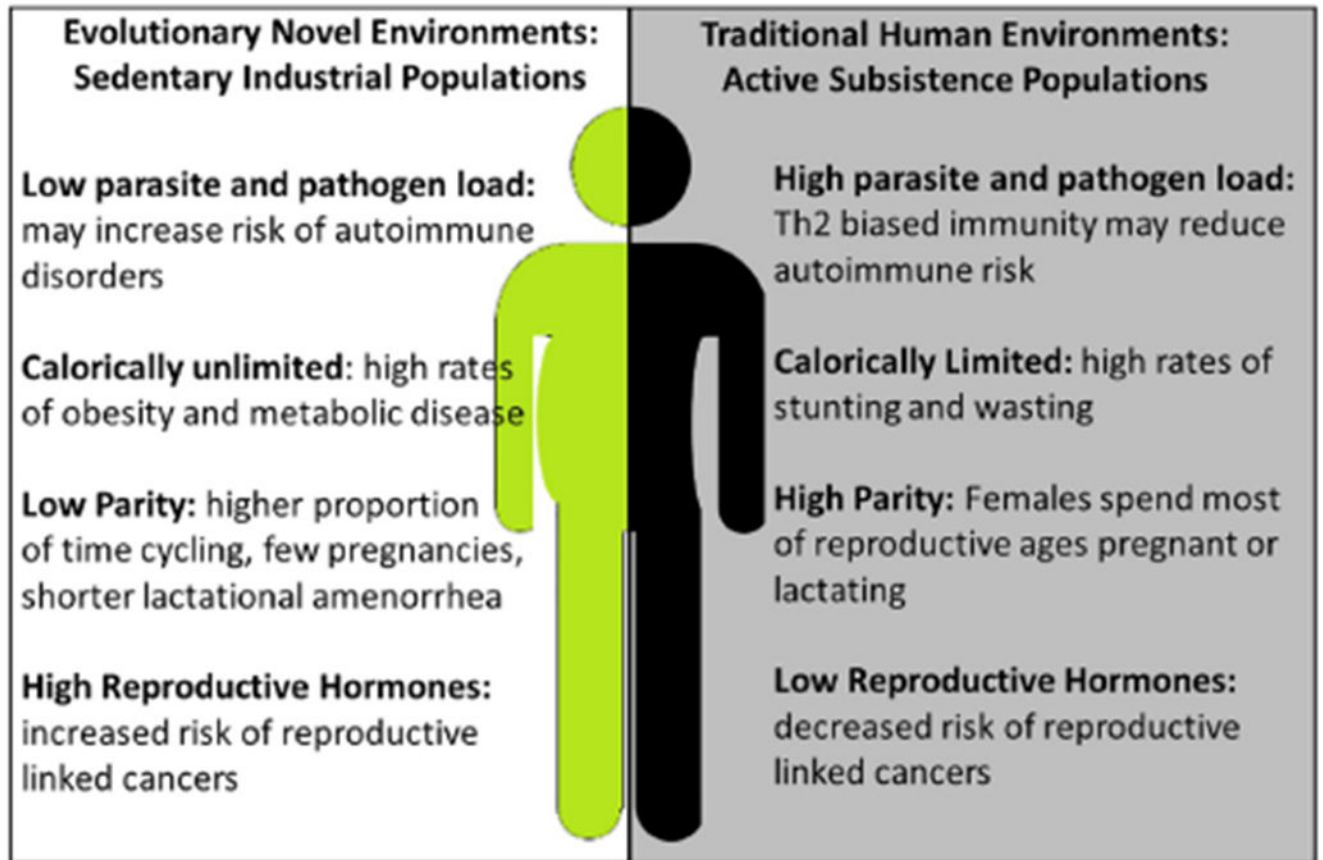 Evolutionary Novel Environments:
Sedentary Industrial Populations
Low parasite and pathogen load:
may increase risk of autoimmune
disorders
Calorically unlimited: high rates
of obesity and metabolic disease
Low Parity: higher proportion
of time cycling, few pregnancies,
shorter lactational amenorrhea
High Reproductive Hormones:
increased risk of reproductive
linked cancers
Traditional Human Environments:
Active Subsistence Populations
High parasite and pathogen load:
Th2 biased immunity may reduce
autoimmune risk
Calorically Limited: high rates of
stunting and wasting
High Parity: Females spend most
of reproductive ages pregnant or
lactating
Low Reproductive Hormones:
decreased risk of reproductive
linked cancers